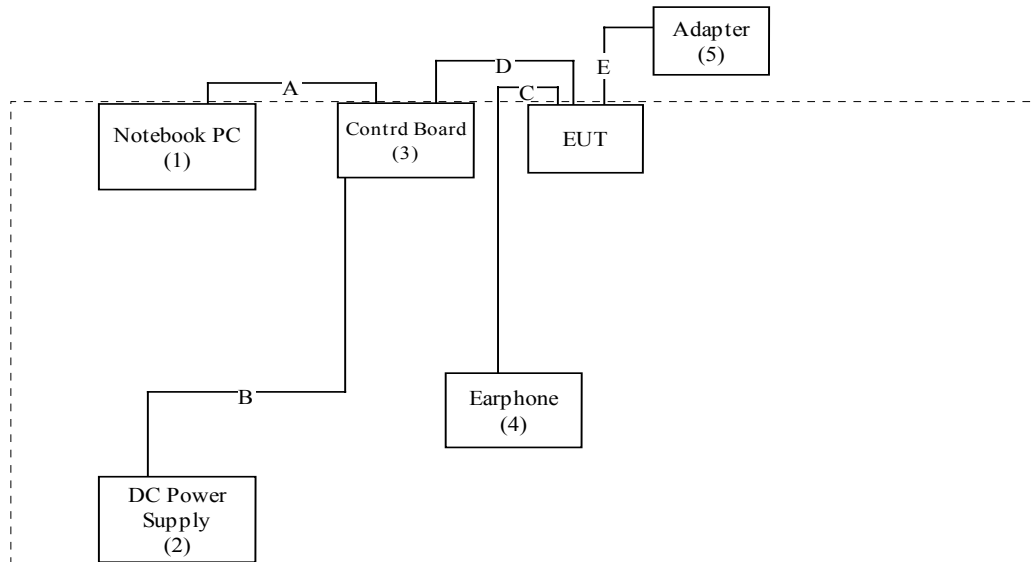 Adapter
(5)
D
E
A
C
Notebook PC
(1)
Contrd Board
(3)
EUT
B
Earphone
(4)
DC Power
Supply
(2)